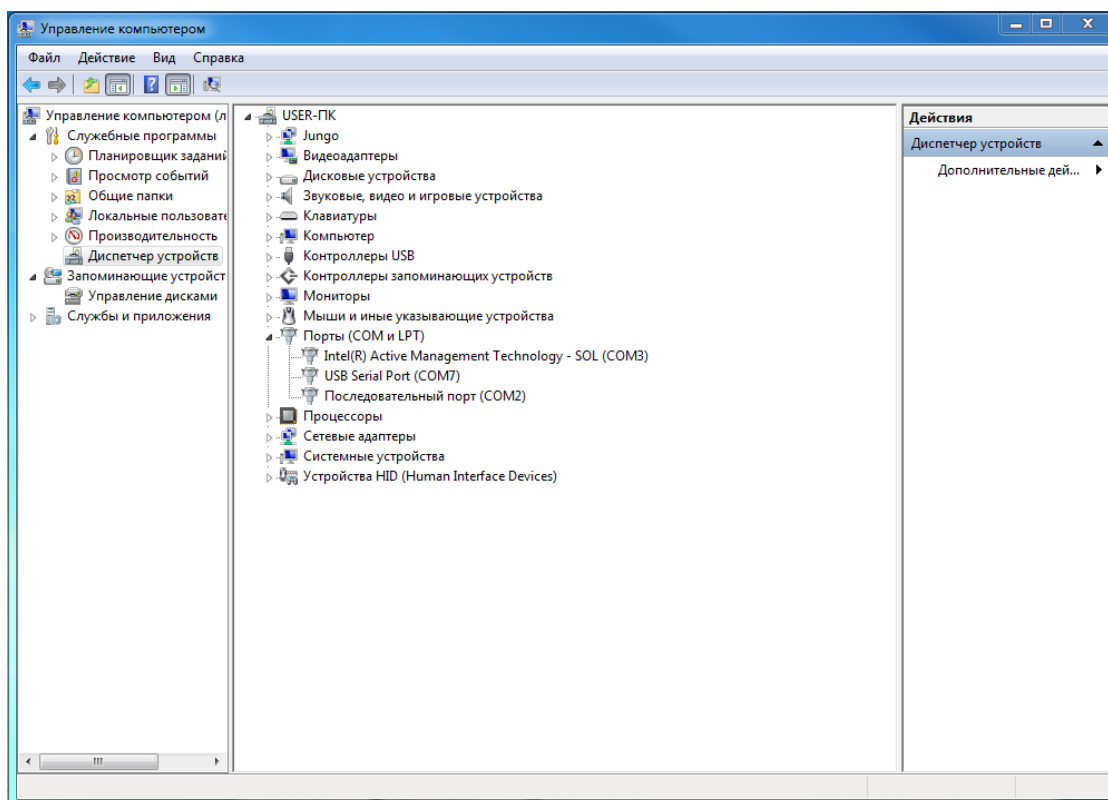 Управление компьютером
Файл Действие Вид Справка
Управление компьютером (л
Служебные программы
Планировщик заданий
Просмотр событий
Общие папки
Локальные пользовате
Производительность
Диспетчер устройств
Запоминающие устройст
Управление дисками
Службы и приложения
USER-ПК
Jungo
Видеоадаптеры
Дисковые устройства
Звуковые, видео и игровые устройства
Клавиатуры
Компьютер
Контроллеры USB
Контроллеры запоминающих устройств
Мониторы
Мыши и иные указывающие устройства
Порты (COM и LPT)
Intel(R) Active Management Technology - SOL (COM3)
USB Serial Port (COM7)
Последовательный порт (COM2)
Процессоры
Сетевые адаптеры
Системные устройства
Устройства HID (Human Interface Devices)
Действия
Диспетчер устройств
Дополнительные дей...